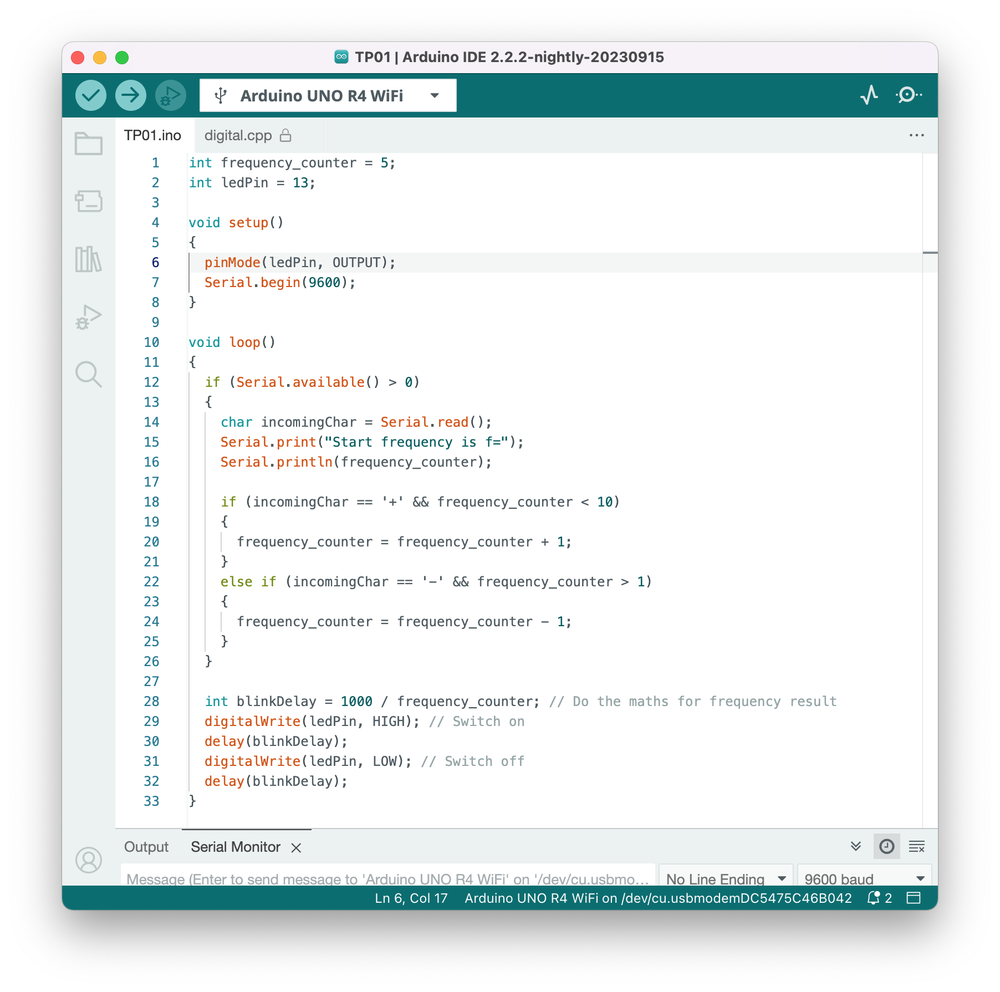 TP01 | Arduino IDE 2.2.2-nightly-20230915
Arduino UNO R4 WiFi
TP01.ino
digital.cpp
1 int frequency_counter = 5;
2 int ledPin = 13;
3
4 void setup()
5 {
6   pinMode(ledPin, OUTPUT);
7   Serial.begin(9600);
8 }
9
10 void loop()
11 {
12   if (Serial.available() > 0)
13   {
14     char incomingChar = Serial.read();
15     Serial.print("Start frequency is f=");
16     Serial.println(frequency_counter);
17
18     if (incomingChar == '+' && frequency_counter < 10)
19     {
20       frequency_counter = frequency_counter + 1;
21     }
22     else if (incomingChar == '-' && frequency_counter > 1)
23     {
24       frequency_counter = frequency_counter - 1;
25     }
26   }
27
28   int blinkDelay = 1000 / frequency_counter; // Do the maths for frequency result
29   digitalWrite(ledPin, HIGH); // Switch on
30   delay(blinkDelay);
31   digitalWrite(ledPin, LOW); // Switch off
32   delay(blinkDelay);
33 }
Output Serial Monitor
Message (Enter to send message to 'Arduino UNO R4 WiFi' on '/dev/cu.usbmo... No Line Ending 9600 baud
Ln 6, Col 17 Arduino UNO R4 WiFi on /dev/cu.usbmodemDC5475C46B042 2